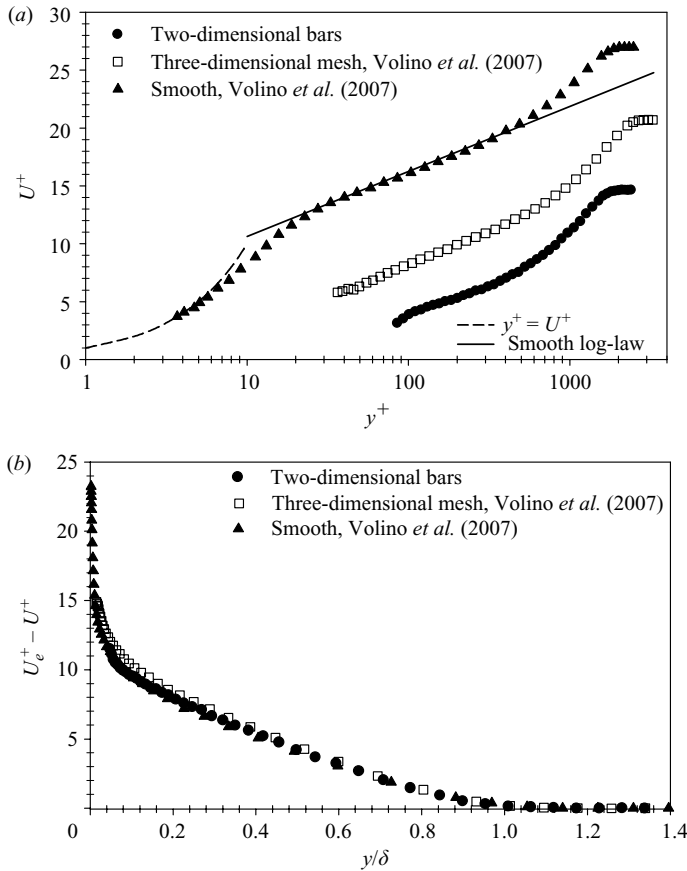 (a)
30
25
20
15
10
5
0
U+
Two-dimensional bars
Three-dimensional mesh, Volino et al. (2007)
Smooth, Volino et al. (2007)
y+ = U+
Smooth log-law
1 10 100 1000
y+
(b)
25
20
15
10
5
0
Ue+ – U+
Two-dimensional bars
Three-dimensional mesh, Volino et al. (2007)
Smooth, Volino et al. (2007)
0.2 0.4 0.6 0.8 1.0 1.2 1.4
y/δ